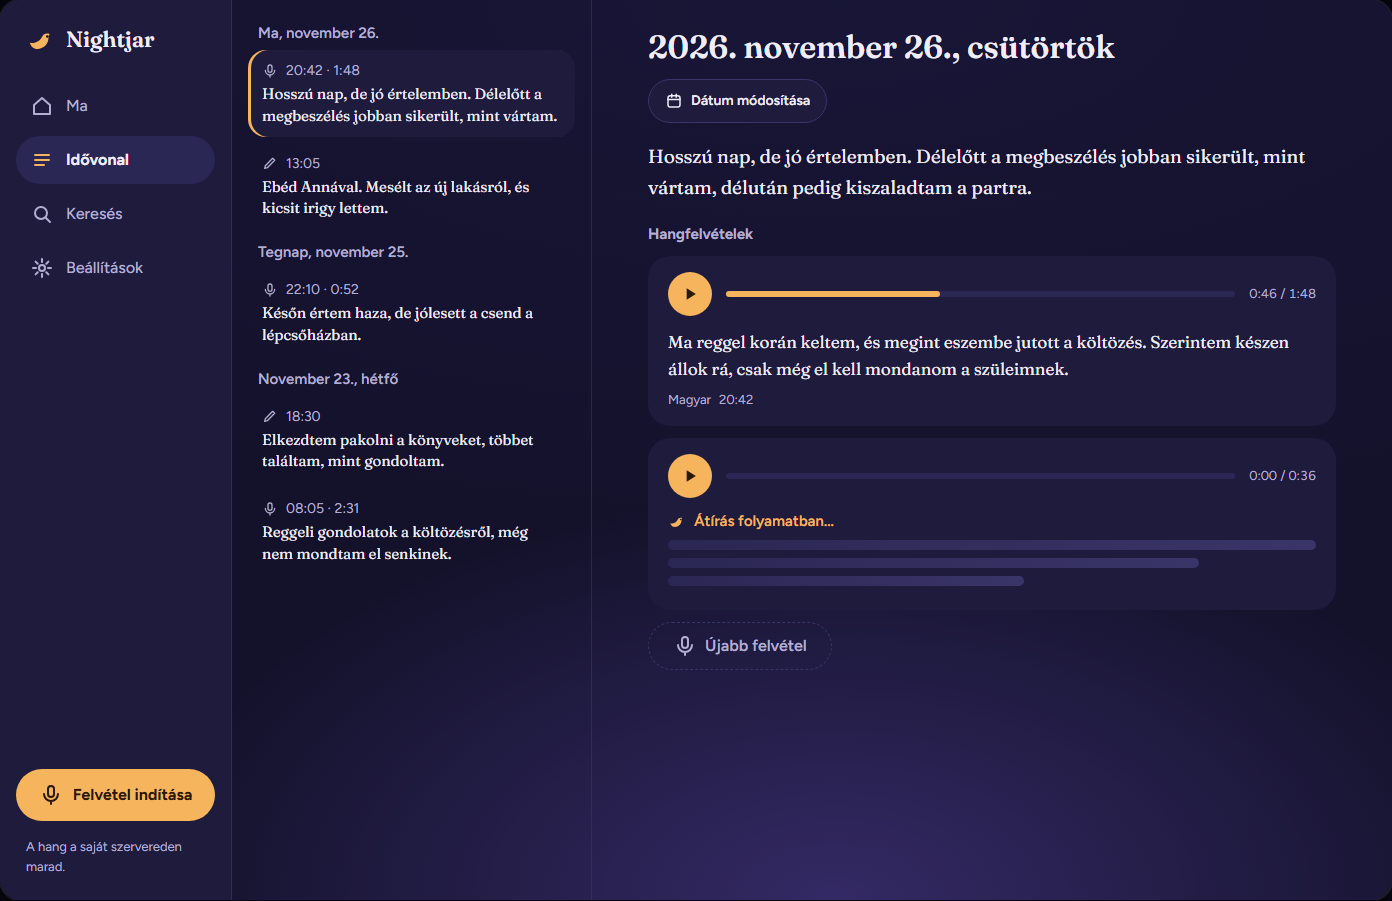 Nightjar
Ma
Idővonal
Keresés
Beállítások
Felvétel indítása
A hang a saját szervereden
marad.
Ma, november 26.
20:42 · 1:48
Hosszú nap, de jó értelemben. Délelőtt a
megbeszélés jobban sikerült, mint vártam.
13:05
Ebéd Annával. Mesélt az új lakásról, és
kicsit irigy lettem.
Tegnap, november 25.
22:10 · 0:52
Későn értem haza, de jólesett a csend a
lépcsőházban.
November 23., hétfő
18:30
Elkezdtem pakolni a könyveket, többet
találtam, mint gondoltam.
08:05 · 2:31
Reggeli gondolatok a költözésről, még
nem mondtam el senkinek.
2026. november 26., csütörtök
Dátum módosítása
Hosszú nap, de jó értelemben. Délelőtt a megbeszélés jobban sikerült, mint
vártam, délután pedig kiszaladtam a partra.
Hangfelvételek
0:46 / 1:48
Ma reggel korán keltem, és megint eszembe jutott a költözés. Szerintem készen
állok rá, csak még el kell mondanom a szüleimnek.
Magyar 20:42
0:00 / 0:36
Átírás folyamatban…
Újabb felvétel